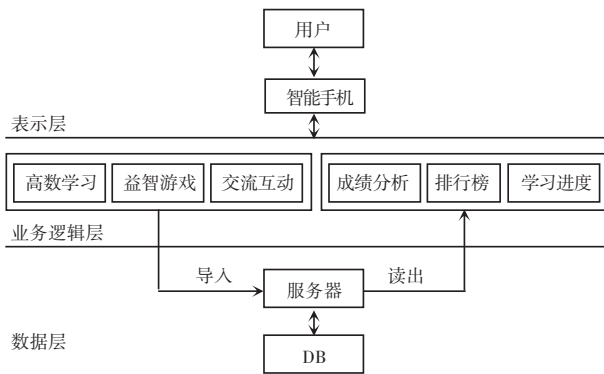 用户
智能手机
表示层
高数学习 益智游戏 交流互动 成绩分析 排行榜 学习进度
业务逻辑层
导入 读出
服务器
数据层
DB